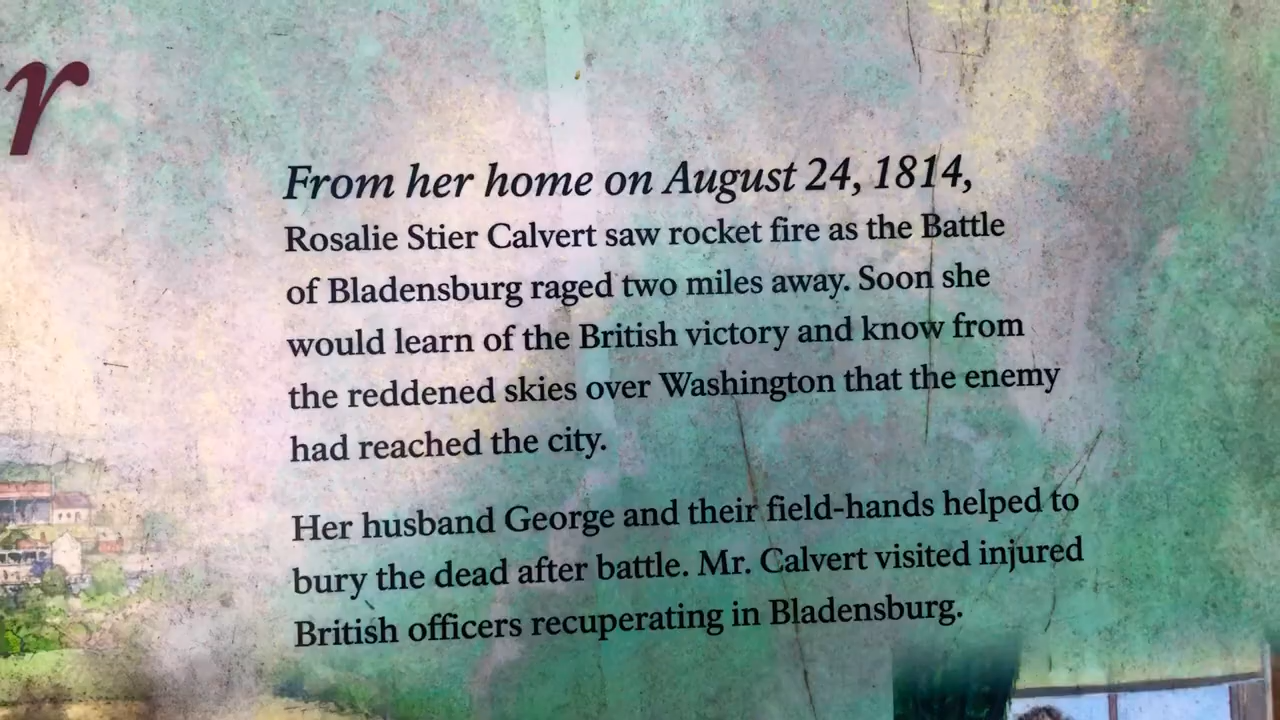 r
From her home on August 24, 1814,
Rosalie Stier Calvert saw rocket fire as the Battle
of Bladensburg raged two miles away. Soon she
would learn of the British victory and know from
the reddened skies over Washington that the enemy
had reached the city.
Her husband George and their field-hands helped to
bury the dead after battle. Mr. Calvert visited injured
British officers recuperating in Bladensburg.